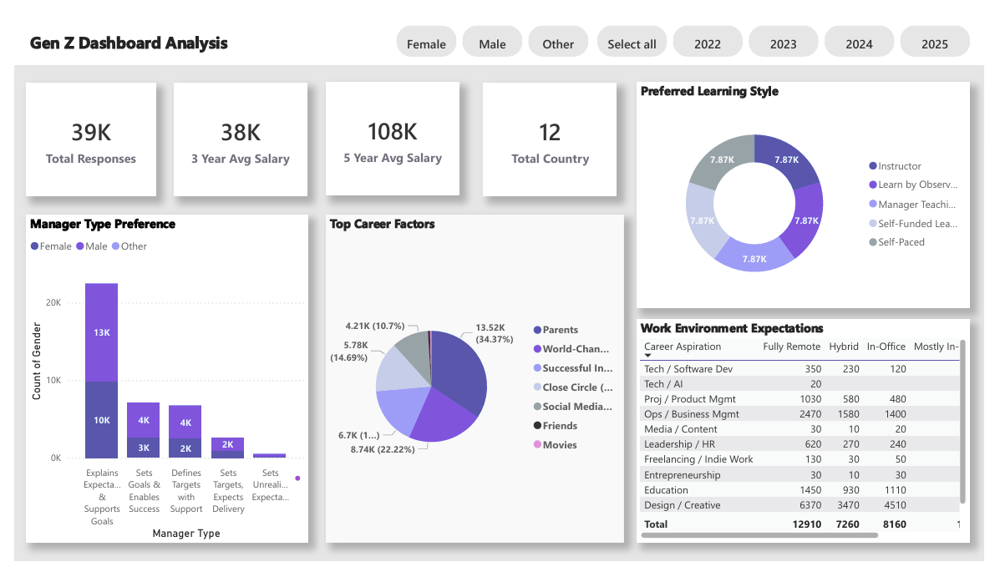 Gen Z Dashboard Analysis
Female
Male
Other
Select all
2022
2023
2024
2025
39K
Total Responses
38K
3 Year Avg Salary
108K
5 Year Avg Salary
12
Total Country
Preferred Learning Style
7.87K
7.87K
7.87K
7.87K
7.87K
Instructor
Learn by Observ...
Manager Teachi...
Self-Funded Lea...
Self-Paced
Manager Type Preference
Female Male Other
Count of Gender
20K
10K
0K
13K
10K
4K
3K
4K
2K
2K
Explains
Expecta...
&
Supports
Goals
Sets
Goals &
Enables
Success
Defines
Targets
with
Support
Sets
Targets,
Expects
Delivery
Sets
Unreali...
Expecta...
Manager Type
Top Career Factors
4.21K (10.7%)
13.52K
(34.37%)
5.78K
(14.69%)
6.7K (1...)
8.74K (22.22%)
Parents
World-Chan...
Successful In...
Close Circle (...
Social Media...
Friends
Movies
Work Environment Expectations
Career Aspiration Fully Remote Hybrid In-Office Mostly In-
Tech / Software Dev 350 230 120
Tech / AI 20
Proj / Product Mgmt 1030 580 480
Ops / Business Mgmt 2470 1580 1400
Media / Content 30 10 20
Leadership / HR 620 270 240
Freelancing / Indie Work 130 30 50
Entrepreneurship 30 10 30
Education 1450 930 1110
Design / Creative 6370 3470 4510
Total 12910 7260 8160